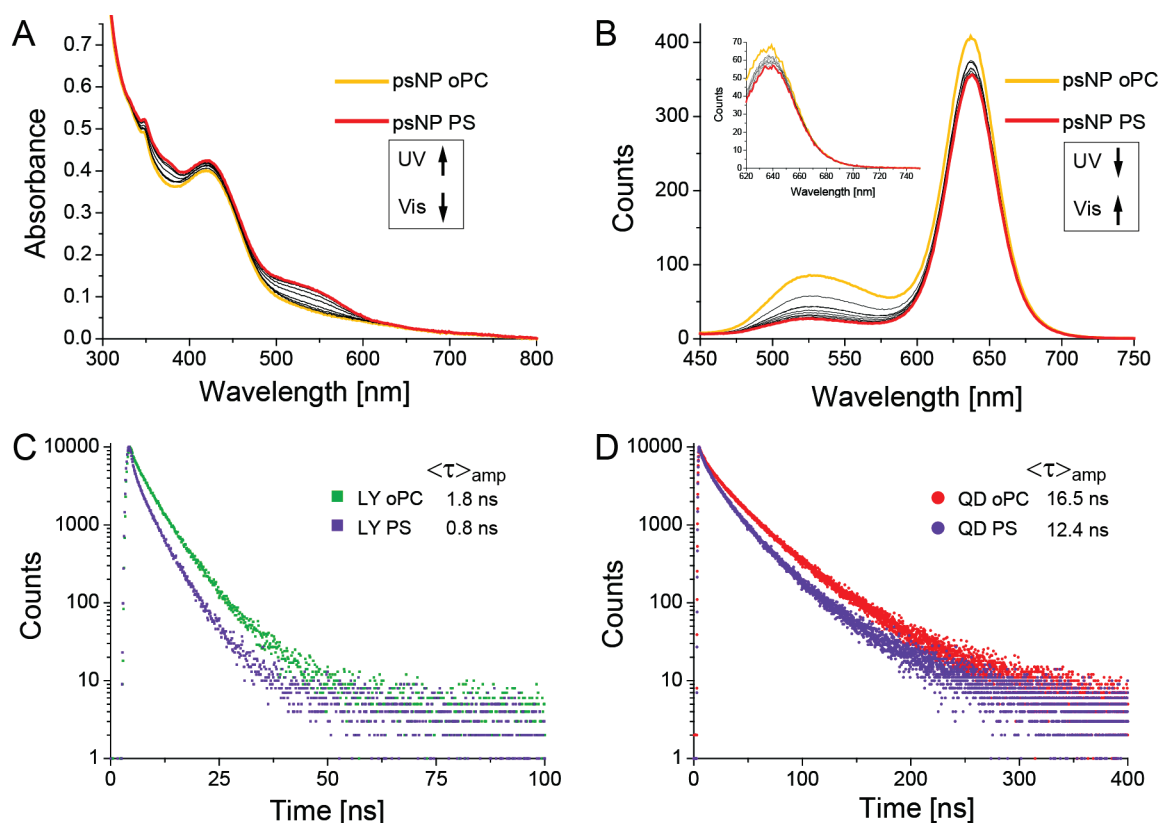 A
0.7
0.6
0.5
0.4
0.3
0.2
0.1
0.0
Absorbance
psNP oPC
psNP PS
UV
Vis
300 400 500 600 700 800
Wavelength [nm]
B
400
350
300
250
200
150
100
50
0
Counts
70
60
50
40
30
20
10
0
Counts
620 640 660 680 700 720 740
Wavelength [nm]
psNP oPC
psNP PS
UV
Vis
450 500 550 600 650 700 750
Wavelength [nm]
C
10000
1000
100
10
1
Counts
<τ>amp
LY oPC 1.8 ns
LY PS 0.8 ns
0 25 50 75 100
Time [ns]
D
10000
1000
100
10
1
Counts
<τ>amp
QD oPC 16.5 ns
QD PS 12.4 ns
0 100 200 300 400
Time [ns]